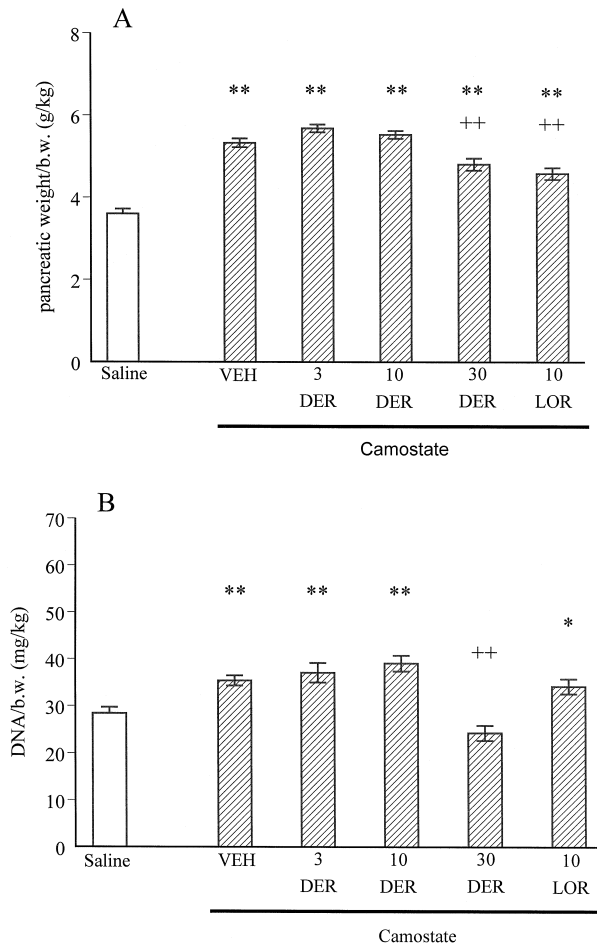 A
pancreatic weight/b.w. (g/kg)
8
6
4
2
0
** ** ** ** **
++ ++
Saline VEH 3 10 30 10
DER DER DER LOR
Camostate
B
DNA/b.w. (mg/kg)
70
60
50
40
30
20
10
0
** ** ** *
++
Saline VEH 3 10 30 10
DER DER DER LOR
Camostate